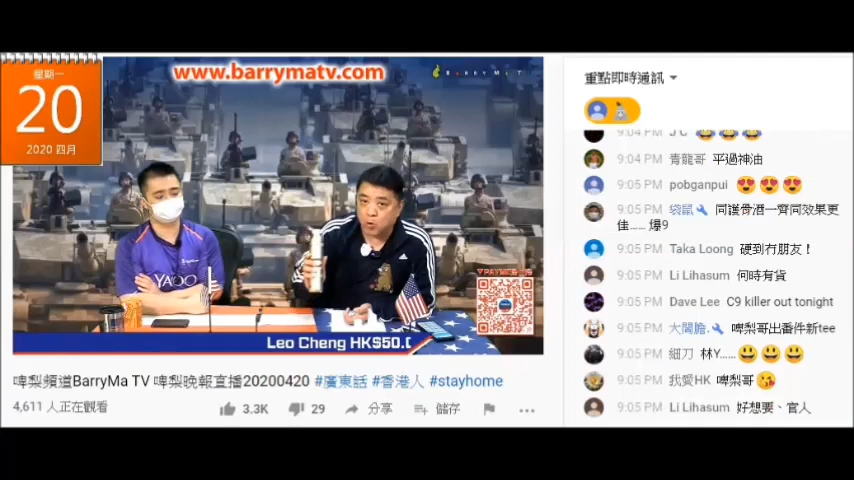 星期一
20
2020 四月
www.barrymatv.com
BARRYMAT
YAHOO
PAYME
Leo Cheng HK$50.0
啤梨頻道BarryMa TV 啤梨晚報直播20200420 #廣東話 #香港人 #stayhome
4,611 人正在觀看
3.3K
29
分享
儲存
重點即時通訊
9:04 PM J C
9:04 PM 青龍哥 平過神油
9:05 PM pobganpui
9:05 PM 袋鼠 同護骨酒一齊同效果更
佳...... 爆9
9:05 PM Taka Loong 硬到冇朋友！
9:05 PM Li Lihasum 何時有貨
9:05 PM Dave Lee C9 killer out tonight
9:05 PM 大閪膽. 啤梨哥出番件新tee
9:05 PM 細刀 林Y......
9:05 PM 我愛HK 啤梨哥
9:05 PM Li Lihasum 好想要、官人